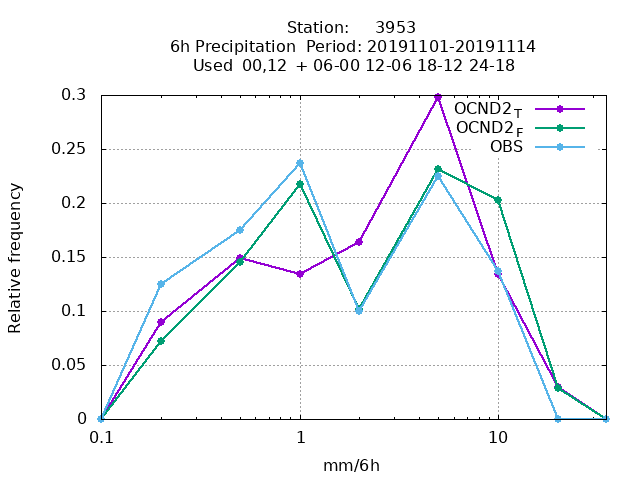 Station:     3953
6h Precipitation  Period: 20191101-20191114
Used  00,12  + 06-00 12-06 18-12 24-18
OCND2_T
OCND2_F
OBS
Relative frequency
0.3
0.25
0.2
0.15
0.1
0.05
0
0.1 1 10
mm/6h